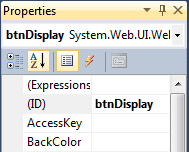 Properties
btnDisplay System.Web.UI.Wel
(Expressions
(ID) btnDisplay
AccessKey
BackColor